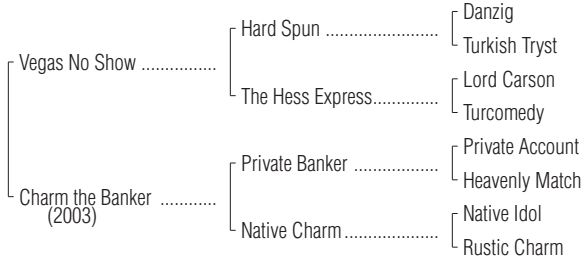 Danzig
Hard Spun ........................
Turkish Tryst
Vegas No Show ................
Lord Carson
The Hess Express..............
Turcomedy
Private Account
Private Banker ..................
Heavenly Match
Charm the Banker ............
(2003)
Native Idol
Native Charm....................
Rustic Charm